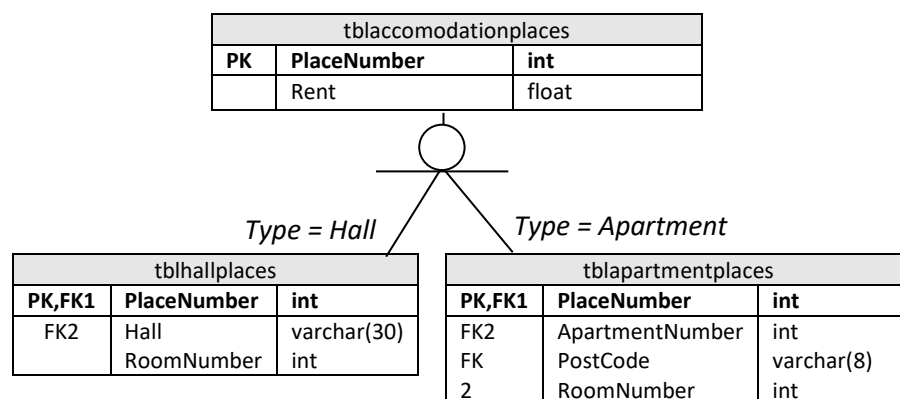 tblaccomodationplaces
PK PlaceNumber int
Rent float
Type = Hall
Type = Apartment
tblhallplaces
PK,FK1 PlaceNumber int
FK2 Hall varchar(30)
RoomNumber int
tblapartmentplaces
PK,FK1 PlaceNumber int
FK2 ApartmentNumber int
FK PostCode varchar(8)
2 RoomNumber int